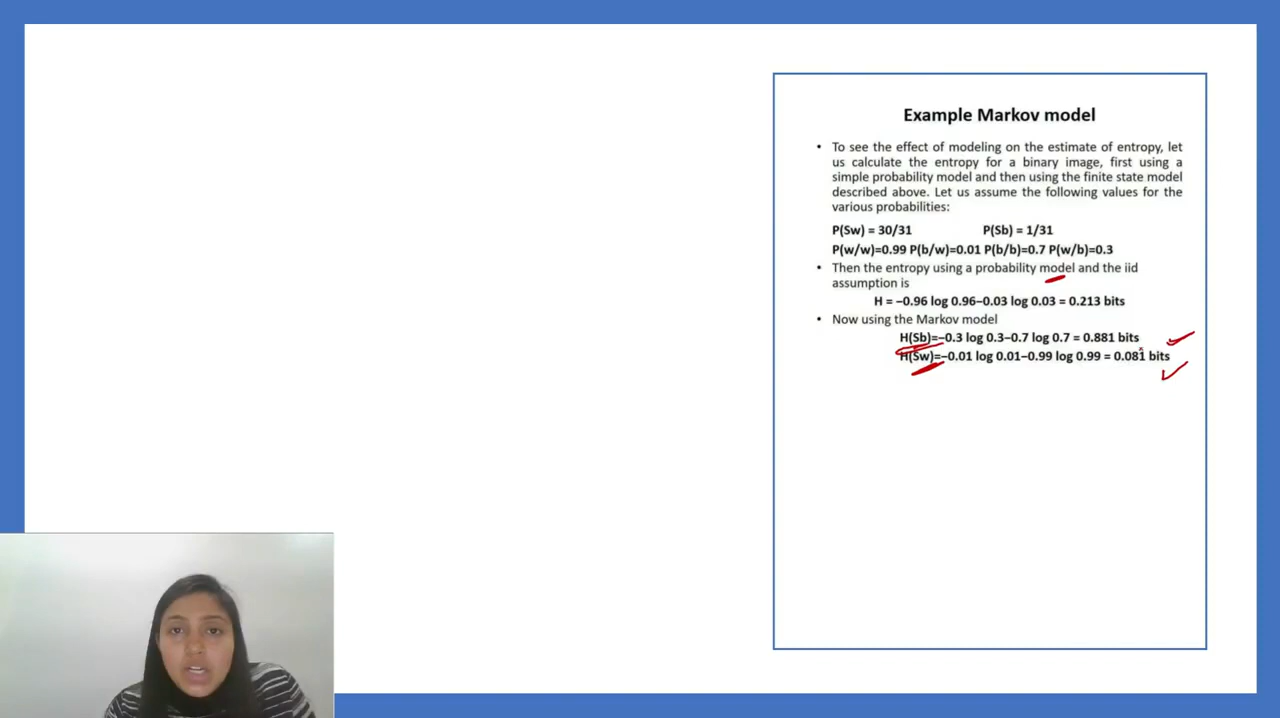 Example Markov model
• To see the effect of modeling on the estimate of entropy, let
us calculate the entropy for a binary image, first using a
simple probability model and then using the finite state model
described above. Let us assume the following values for the
various probabilities:
P(Sw) = 30/31 P(Sb) = 1/31
P(w/w)=0.99 P(b/w)=0.01 P(b/b)=0.7 P(w/b)=0.3
• Then the entropy using a probability model and the iid
assumption is
H = −0.96 log 0.96−0.03 log 0.03 = 0.213 bits
• Now using the Markov model
H(Sb)=−0.3 log 0.3−0.7 log 0.7 = 0.881 bits
H(Sw)=−0.01 log 0.01−0.99 log 0.99 = 0.081 bits